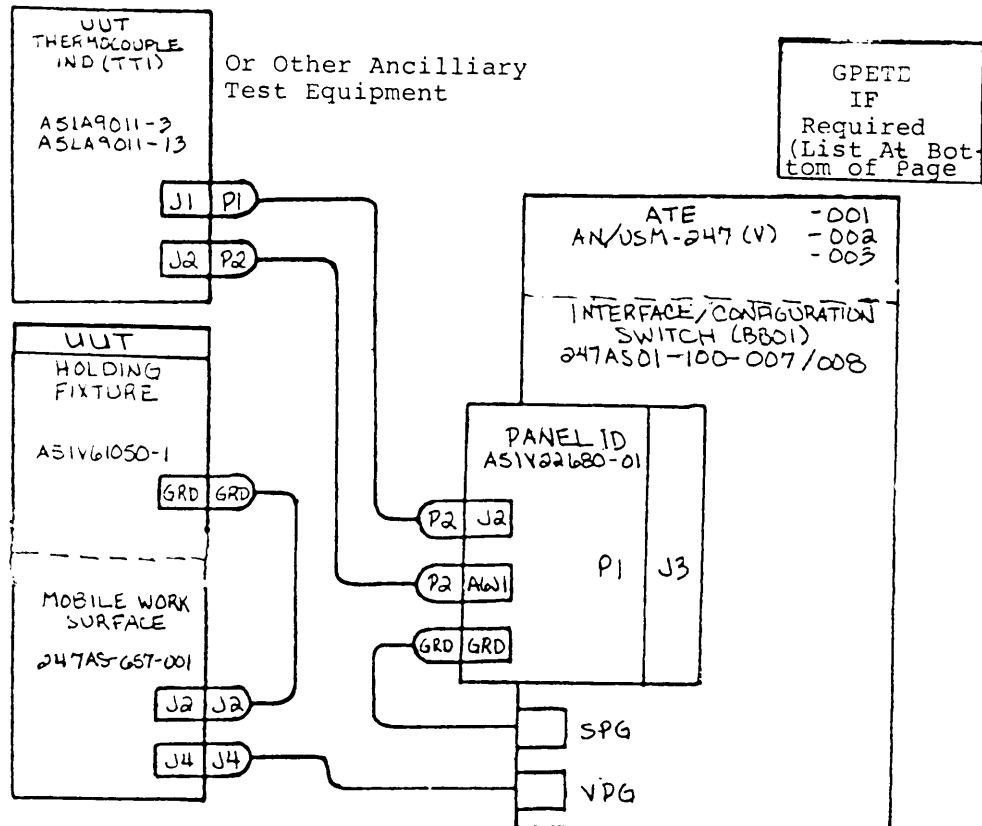 UUT
THERMOCOUPLE
IND (TTI)
A51A9011-3
A51A9011-13
J1 P1
J2 P2
Or Other Ancilliary
Test Equipment
GPETE
IF
Required
(List At Bot-
tom of Page
ATE
AN/USM-247 (V)
-001
-002
-003
INTERFACE/CONFIGURATION
SWITCH (BB01)
247AS01-100-007/008
UUT
HOLDING
FIXTURE
A51V61050-1
GRD GRD
MOBILE WORK
SURFACE
247AS-657-001
J2 J2
J4 J4
PANEL ID
A51V22680-01
P2 J2
P2 AW1
GRD GRD
P1
J3
SPG
VDG